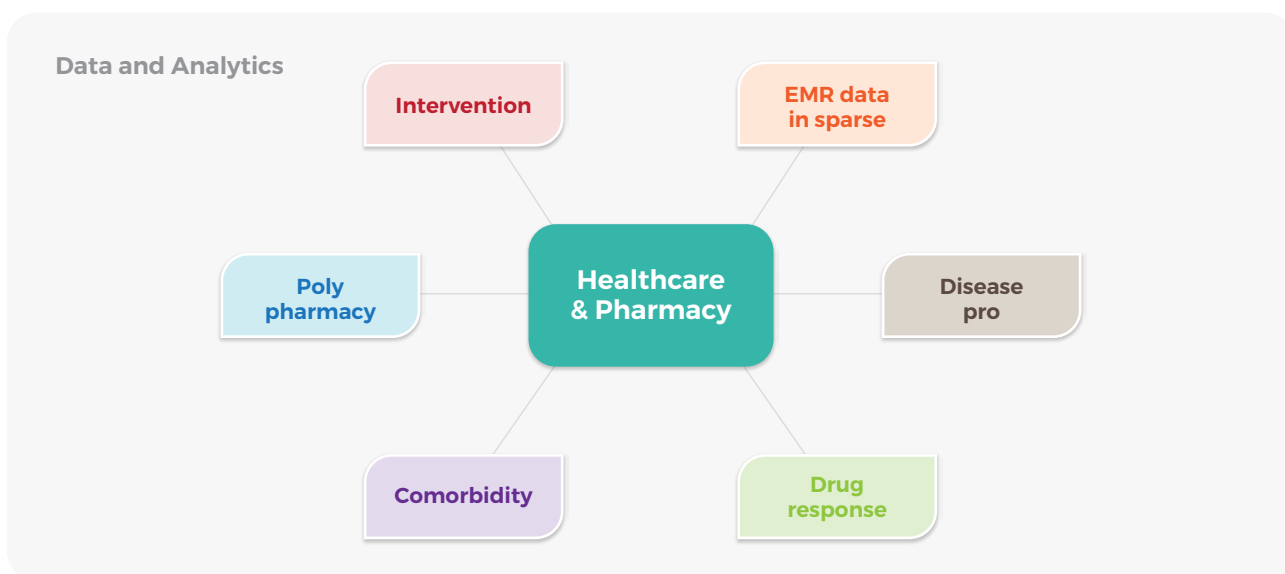 Data and Analytics
Intervention
EMR data
in sparse
Healthcare
& Pharmacy
Poly
pharmacy
Disease
pro
Comorbidity
Drug
response